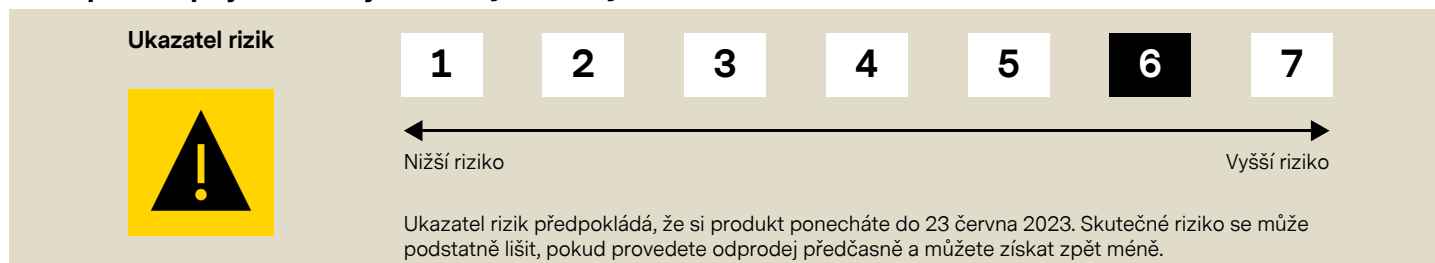 Ukazatel rizik
1 2 3 4 5 6 7
Nižší riziko
Vyšší riziko
Ukazatel rizik předpokládá, že si produkt ponecháte do 23 června 2023. Skutečné riziko se může
podstatně lišit, pokud provedete odprodej předčasně a můžete získat zpět méně.